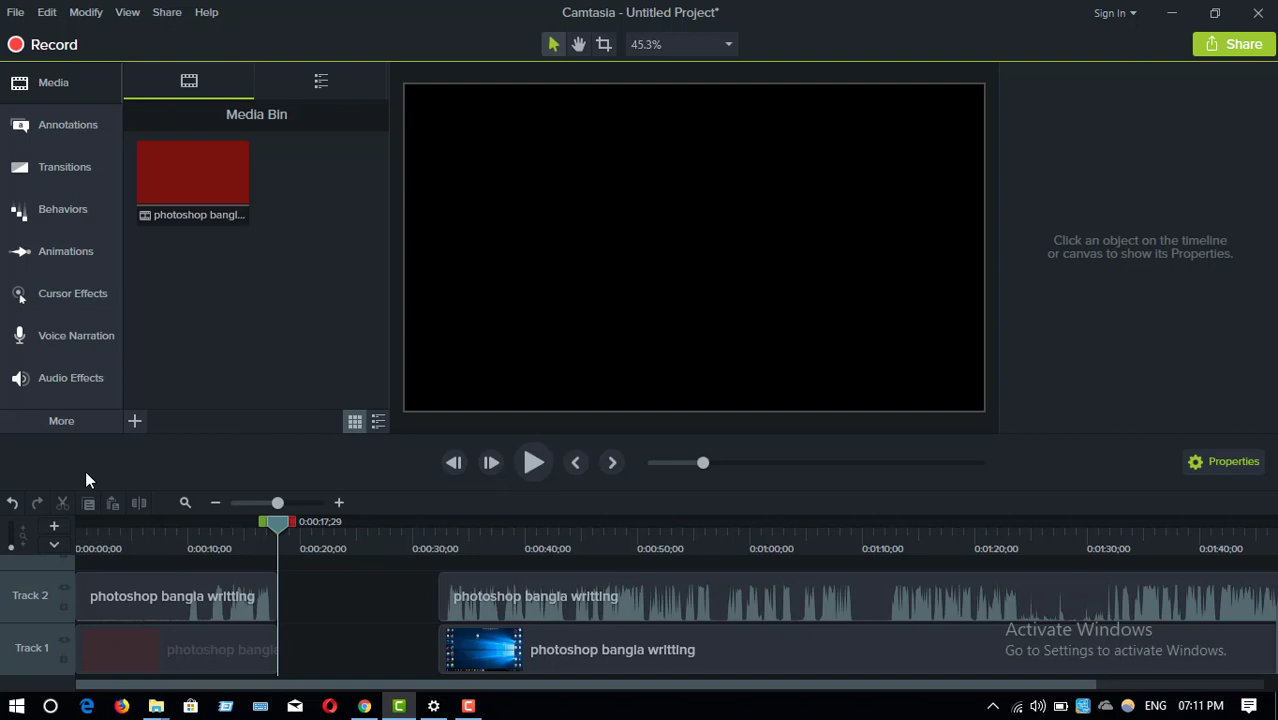 File Edit Modify View Share Help
Camtasia - Untitled Project*
Sign In
Record
45.3%
Share
Media
Annotations
Transitions
Behaviors
Animations
Cursor Effects
Voice Narration
Audio Effects
More
Media Bin
photoshop bangl...
Click an object on the timeline
or canvas to show its Properties.
Properties
0:00:17;29
0:00:00;00 0:00:10;00 0:00:20;00 0:00:30;00 0:00:40;00 0:00:50;00 0:01:00;00 0:01:10;00 0:01:20;00 0:01:30;00 0:01:40;00
Track 2 photoshop bangla writting photoshop bangla writting
Track 1 photoshop bangla photoshop bangla writting
Activate Windows
Go to Settings to activate Windows.
ENG 07:11 PM